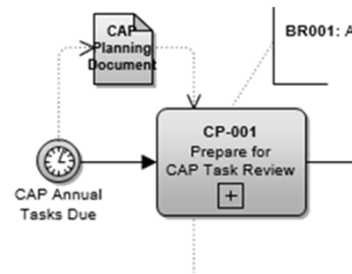 CAP
Planning
Document
BR001: A
CP-001
Prepare for
CAP Task Review
CAP Annual
Tasks Due